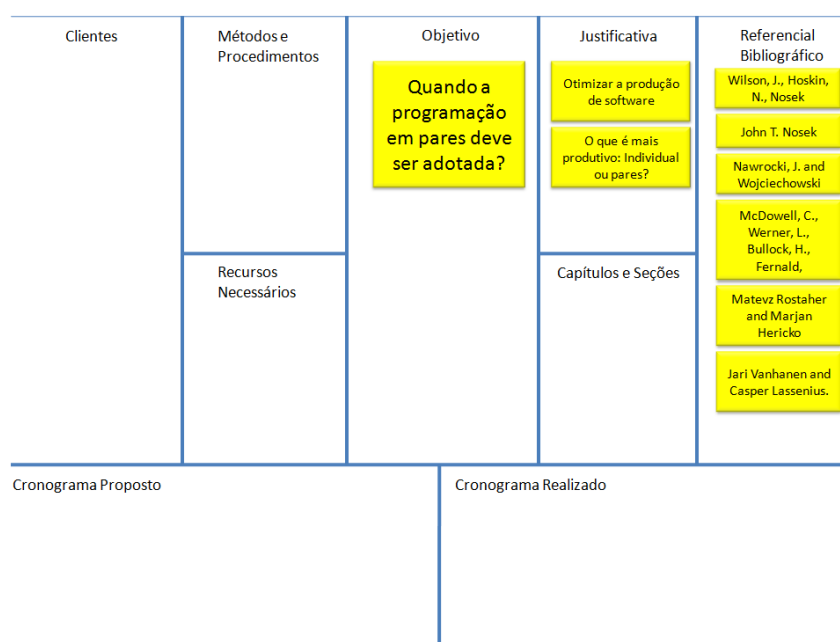 Clientes
Métodos e
Procedimentos
Objetivo
Quando a
programação
em pares deve
ser adotada?
Justificativa
Otimizar a produção
de software
O que é mais
produtivo: Individual
ou pares?
Referencial
Bibliográfico
Wilson, J., Hoskin,
N., Nosek
John T. Nosek
Nawrocki, J. and
Wojciechowski
McDowell, C.,
Werner, L.,
Bullock, H.,
Fernald,
Matevz Rostaher
and Marjan
Hericko
Jari Vanhanen and
Casper Lassenius.
Recursos
Necessários
Capítulos e Seções
Cronograma Proposto
Cronograma Realizado